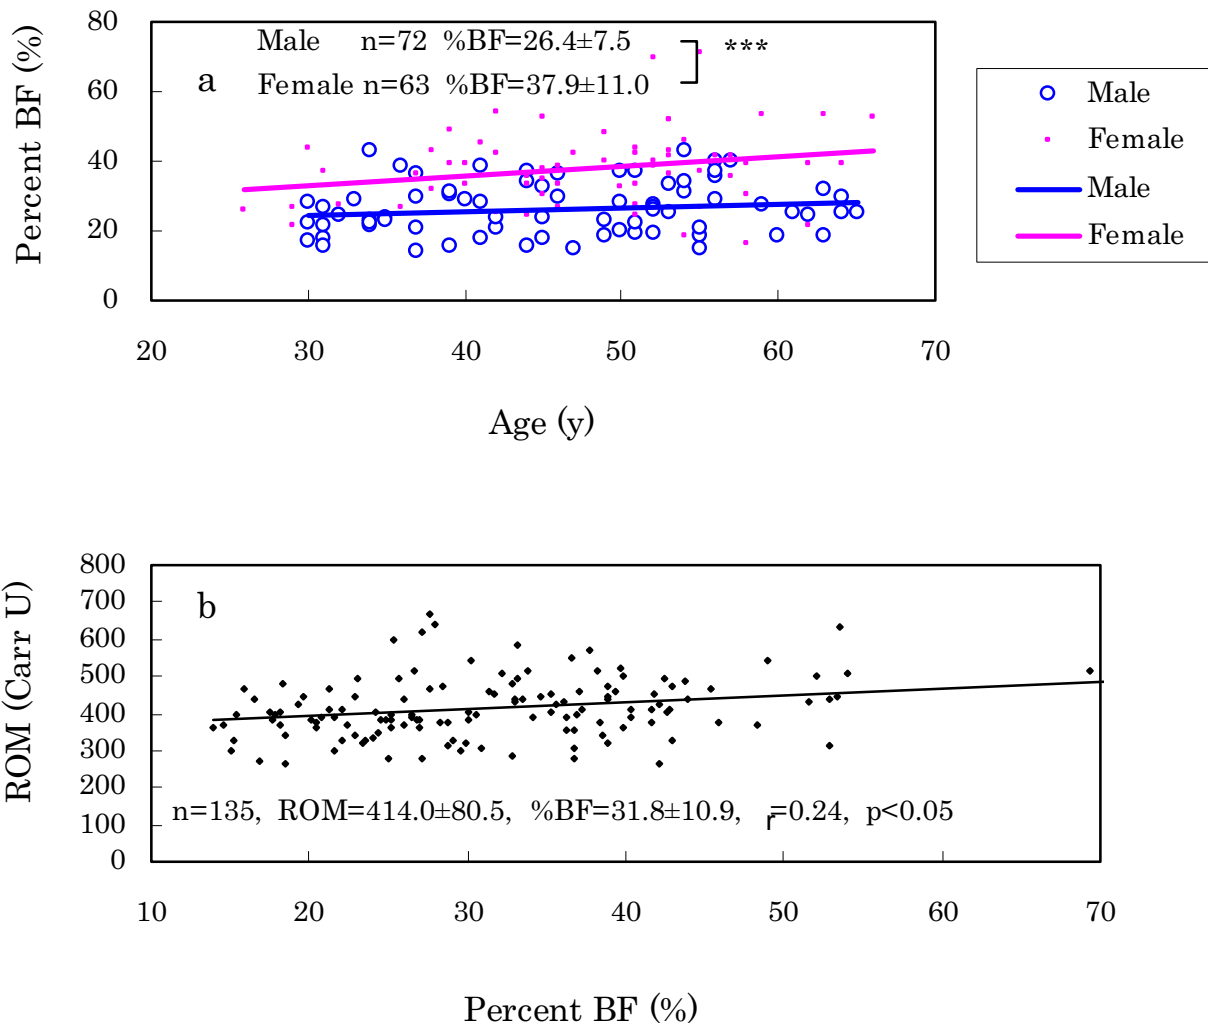 80
60
40
20
0
Percent BF (%)
Male n=72 %BF=26.4±7.5
***
a
Female n=63 %BF=37.9±11.0
20 30 40 50 60 70
Age (y)
Male
Female
Male
Female
800
700
600
500
400
300
200
100
0
ROM (Carr U)
b
n=135, ROM=414.0±80.5, %BF=31.8±10.9, r=0.24, p<0.05
10 20 30 40 50 60 70
Percent BF (%)